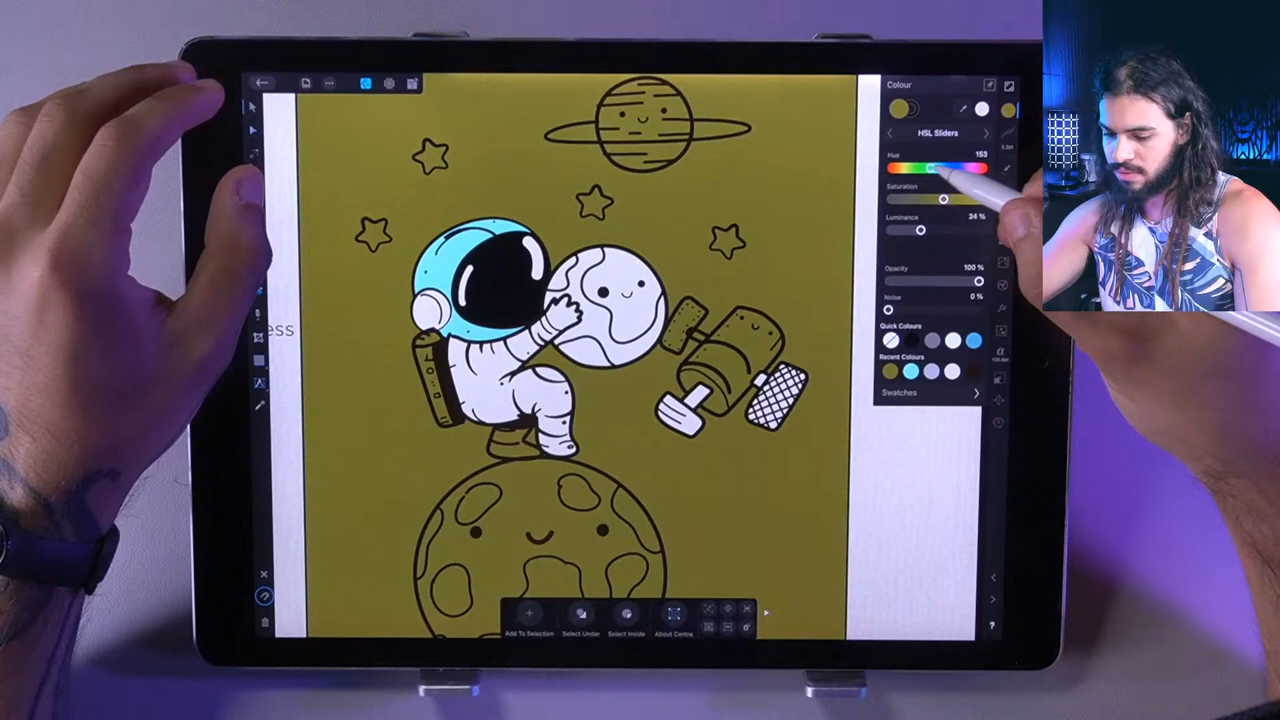 Colour
HSL Sliders
Hue 153
Saturation
Luminance 34 %
Opacity 100 %
Noise 0 %
Quick Colours
Recent Colours
Swatches
ess
Add To Selection
Select Under
Select Inside
About Centre
?